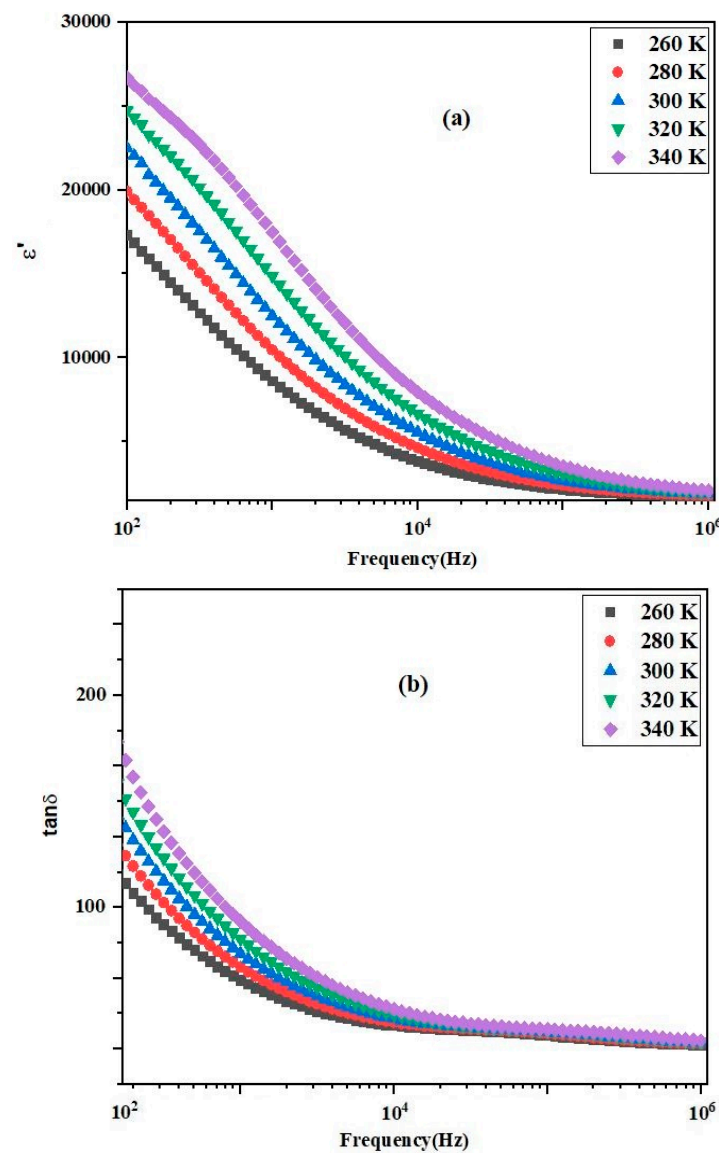 30000
20000
10000
ε'
(a)
260 K
280 K
300 K
320 K
340 K
10²
10⁴
10⁶
Frequency(Hz)
200
100
tanδ
(b)
260 K
280 K
300 K
320 K
340 K
10²
10⁴
10⁶
Frequency(Hz)